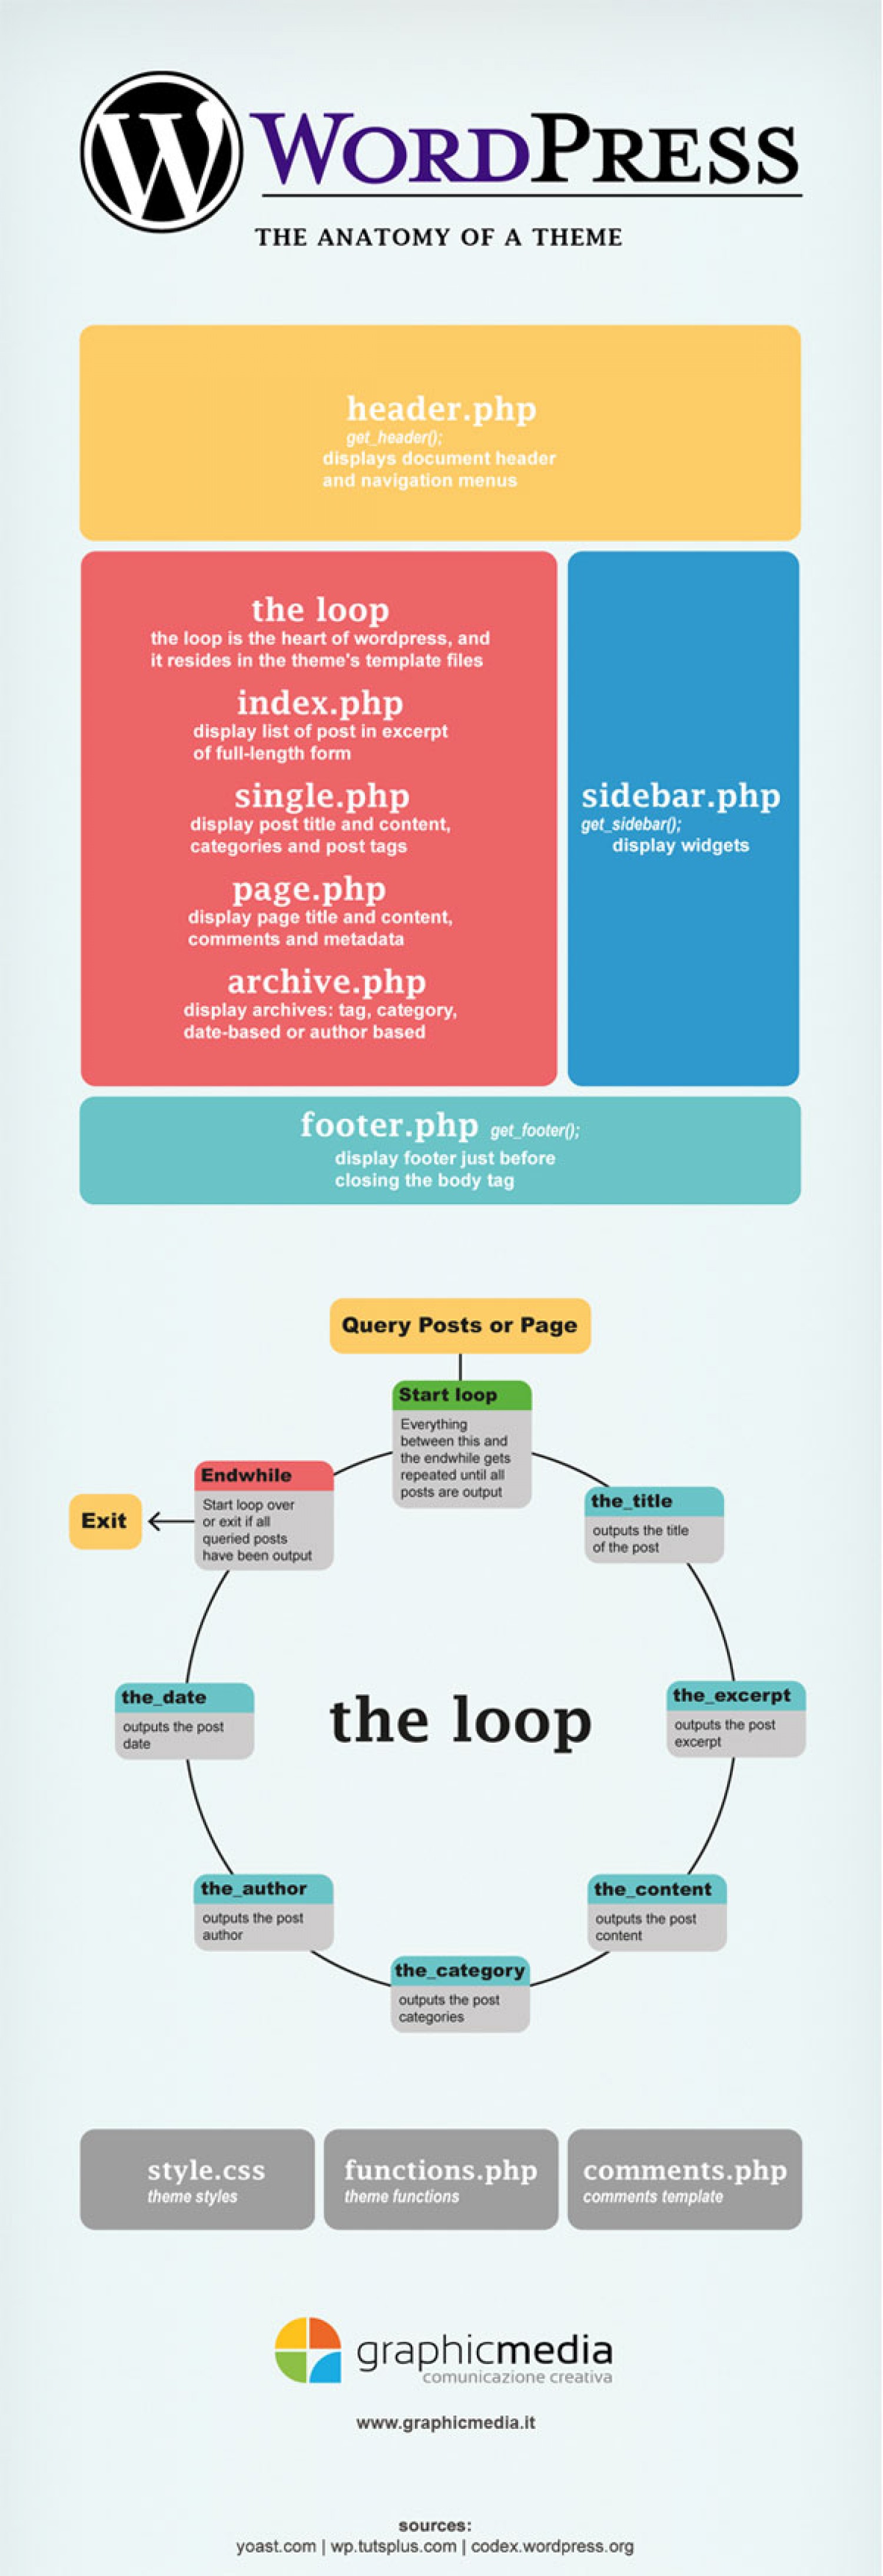 W WORDPRESS
THE ANATOMY OF A THEME
header.php
get_header();
displays document header
and navigation menus
the loop
the loop is the heart of wordpress, and
it resides in the theme's template files
index.php
display list of post in excerpt
of full-length form
single.php
display post title and content,
categories and post tags
page.php
display page title and content,
comments and metadata
archive.php
display archives: tag, category,
date-based or author based
sidebar.php
get_sidebar();
display widgets
footer.php get_footer();
display footer just before
closing the body tag
Query Posts or Page
Start loop
Everything
between this and
the endwhile gets
repeated until all
posts are output
the_title
outputs the title
of the post
the_excerpt
outputs the post
excerpt
the_content
outputs the post
content
the_category
outputs the post
categories
the_author
outputs the post
author
the_date
outputs the post
date
Endwhile
Start loop over
or exit if all
queried posts
have been output
Exit
the loop
style.css
theme styles
functions.php
theme functions
comments.php
comments template
graphicmedia
comunicazione creativa
www.graphicmedia.it
sources:
yoast.com | wp.tutsplus.com | codex.wordpress.org